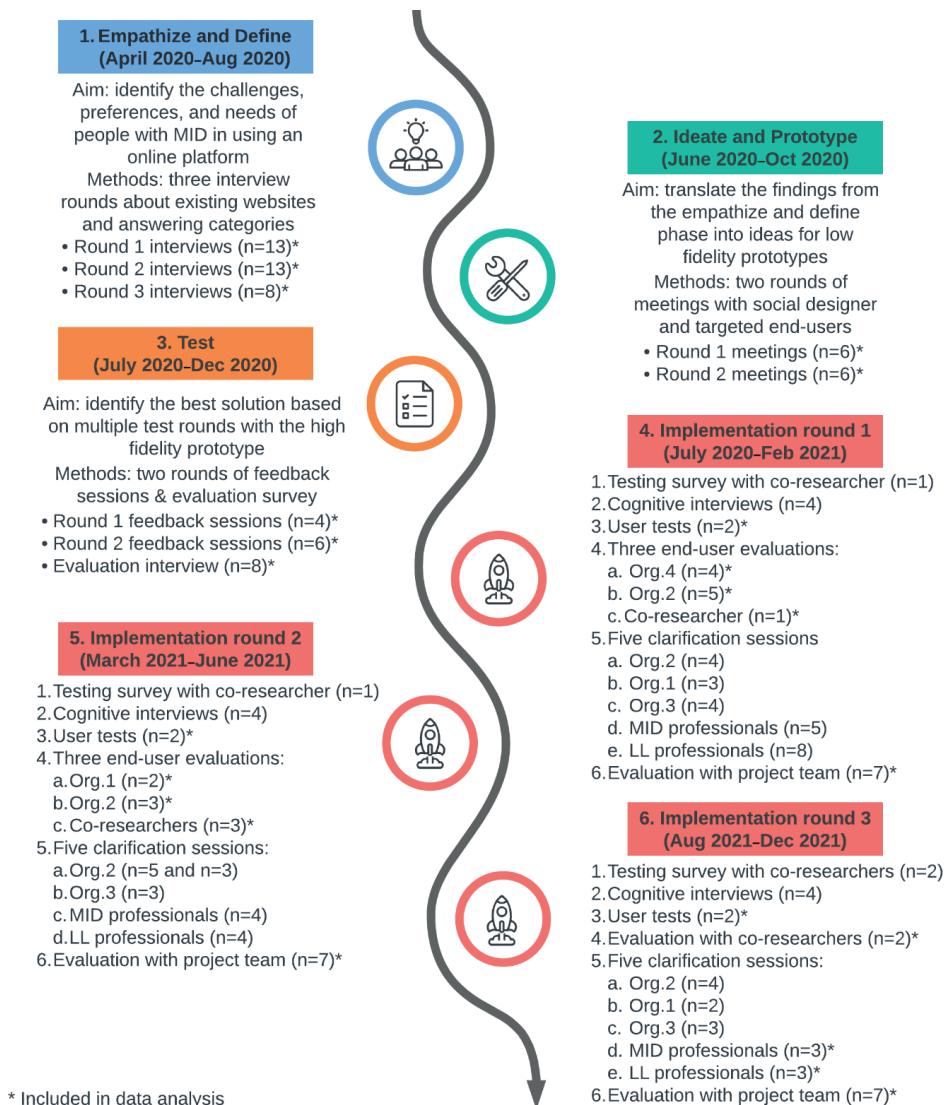 1. Empathize and Define
(April 2020–Aug 2020)
Aim: identify the challenges,
preferences, and needs of
people with MID in using an
online platform
Methods: three interview
rounds about existing websites
and answering categories
• Round 1 interviews (n=13)*
• Round 2 interviews (n=13)*
• Round 3 interviews (n=8)*
2. Ideate and Prototype
(June 2020–Oct 2020)
Aim: translate the findings from
the empathize and define
phase into ideas for low
fidelity prototypes
Methods: two rounds of
meetings with social designer
and targeted end-users
• Round 1 meetings (n=6)*
• Round 2 meetings (n=6)*
3. Test
(July 2020–Dec 2020)
Aim: identify the best solution based
on multiple test rounds with the high
fidelity prototype
Methods: two rounds of feedback
sessions & evaluation survey
• Round 1 feedback sessions (n=4)*
• Round 2 feedback sessions (n=6)*
• Evaluation interview (n=8)*
4. Implementation round 1
(July 2020–Feb 2021)
1.Testing survey with co-researcher (n=1)
2.Cognitive interviews (n=4)
3.User tests (n=2)*
4.Three end-user evaluations:
a. Org.4 (n=4)*
b. Org.2 (n=5)*
c. Co-researcher (n=1)*
5.Five clarification sessions
a. Org.2 (n=4)
b. Org.1 (n=3)
c. Org.3 (n=4)
d. MID professionals (n=5)
e. LL professionals (n=8)
6.Evaluation with project team (n=7)*
5. Implementation round 2
(March 2021–June 2021)
1.Testing survey with co-researcher (n=1)
2.Cognitive interviews (n=4)
3.User tests (n=2)*
4.Three end-user evaluations:
a.Org.1 (n=2)*
b.Org.2 (n=3)*
c.Co-researchers (n=3)*
5.Five clarification sessions:
a.Org.2 (n=5 and n=3)
b.Org.3 (n=3)
c.MID professionals (n=4)
d.LL professionals (n=4)
6.Evaluation with project team (n=7)*
6. Implementation round 3
(Aug 2021–Dec 2021)
1.Testing survey with co-researchers (n=2)
2.Cognitive interviews (n=4)
3.User tests (n=2)*
4.Evaluation with co-researchers (n=2)*
5.Five clarification sessions:
a. Org.2 (n=4)
b. Org.1 (n=2)
c. Org.3 (n=3)
d. MID professionals (n=3)*
e. LL professionals (n=3)*
6.Evaluation with project team (n=7)*
* Included in data analysis